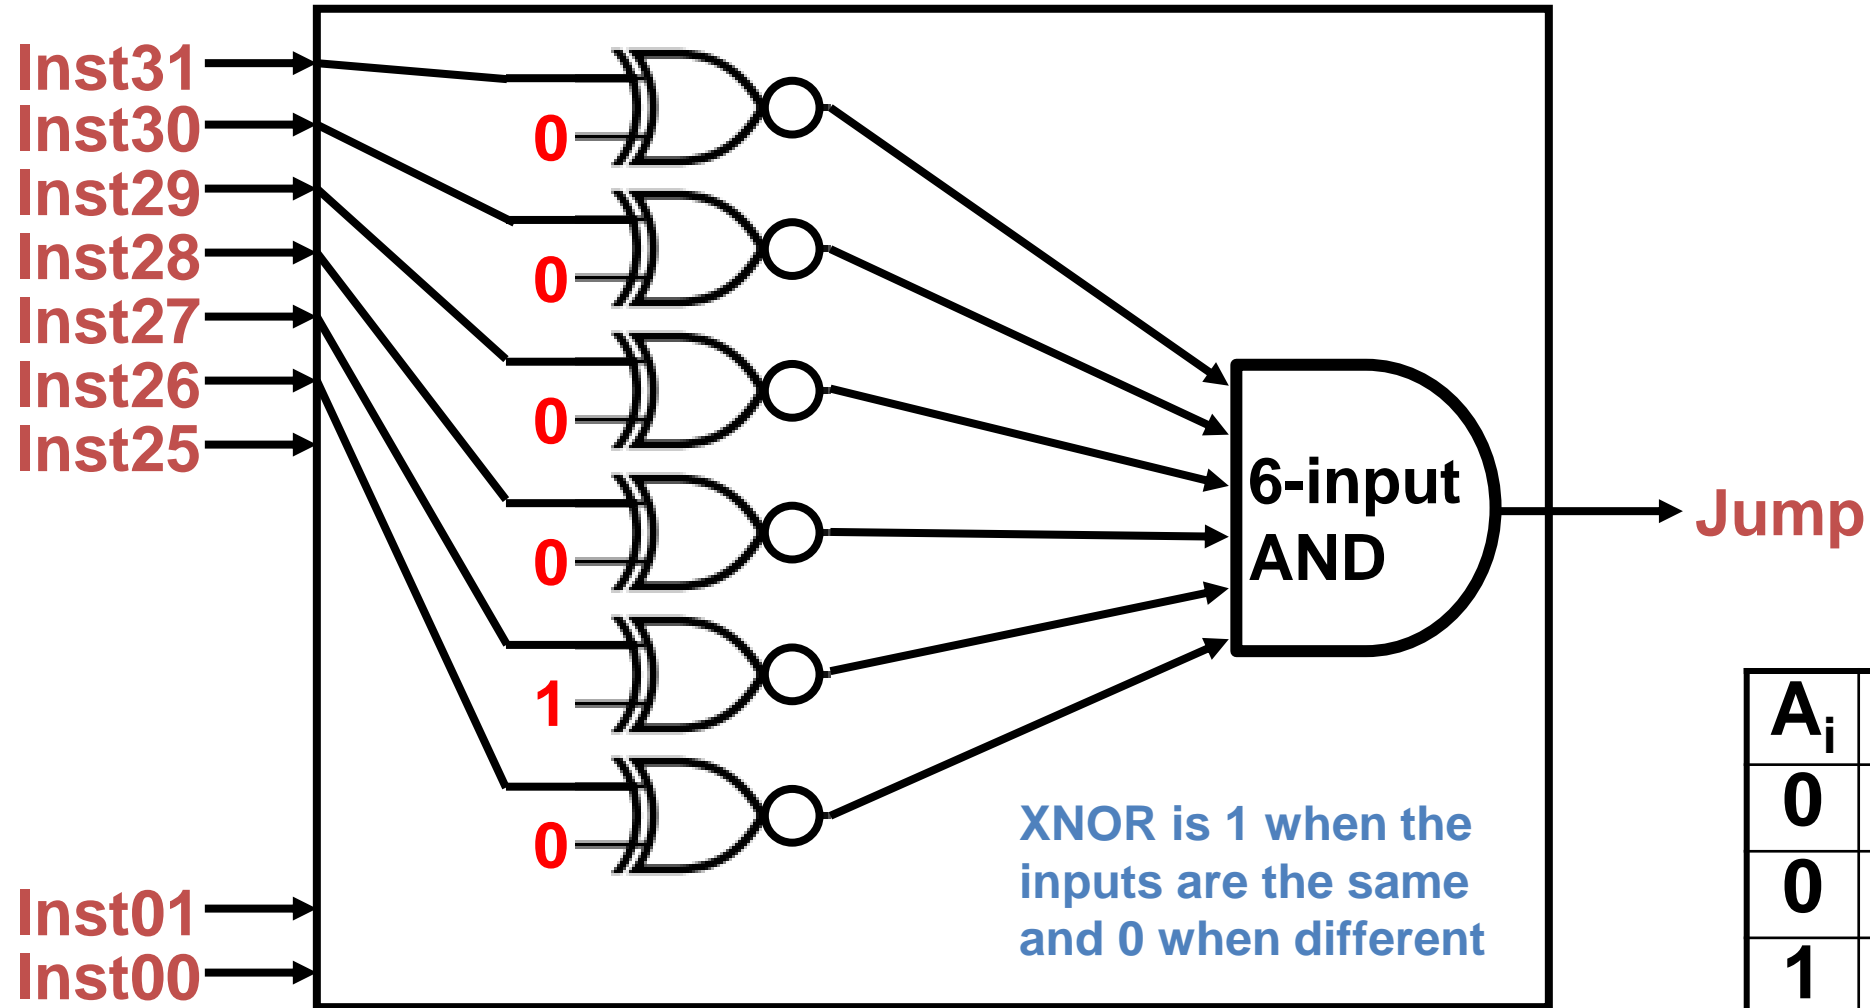 Inst31
Inst30
Inst29
Inst28
Inst27
Inst26
Inst25
Inst01
Inst00
0
0
0
0
1
0
6-input
AND
Jump
XNOR is 1 when the
inputs are the same
and 0 when different
Ai
0
0
1